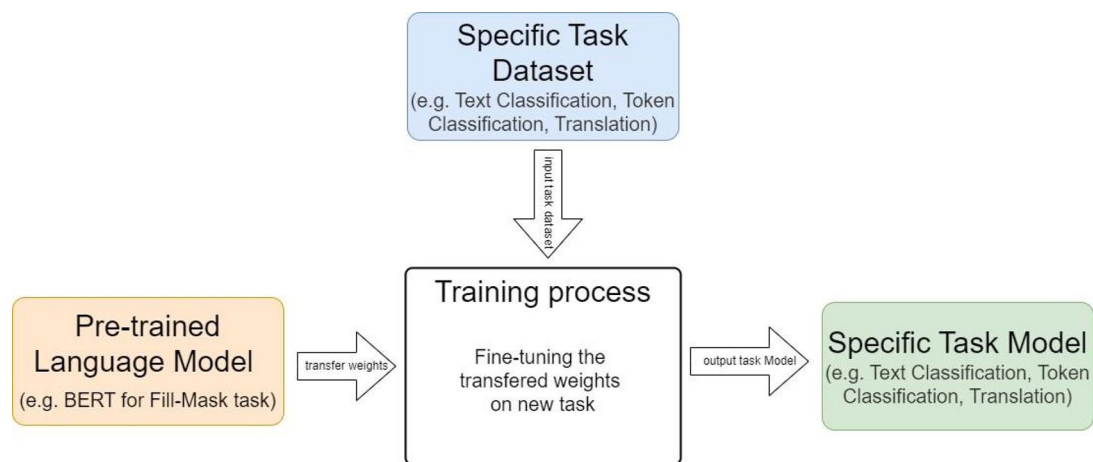 Specific Task
Dataset
(e.g. Text Classification, Token
Classification, Translation)
input task dataset
Pre-trained
Language Model
(e.g. BERT for Fill-Mask task)
transfer weights
Training process
Fine-tuning the
transfered weights
on new task
output task Model
Specific Task Model
(e.g. Text Classification, Token
Classification, Translation)